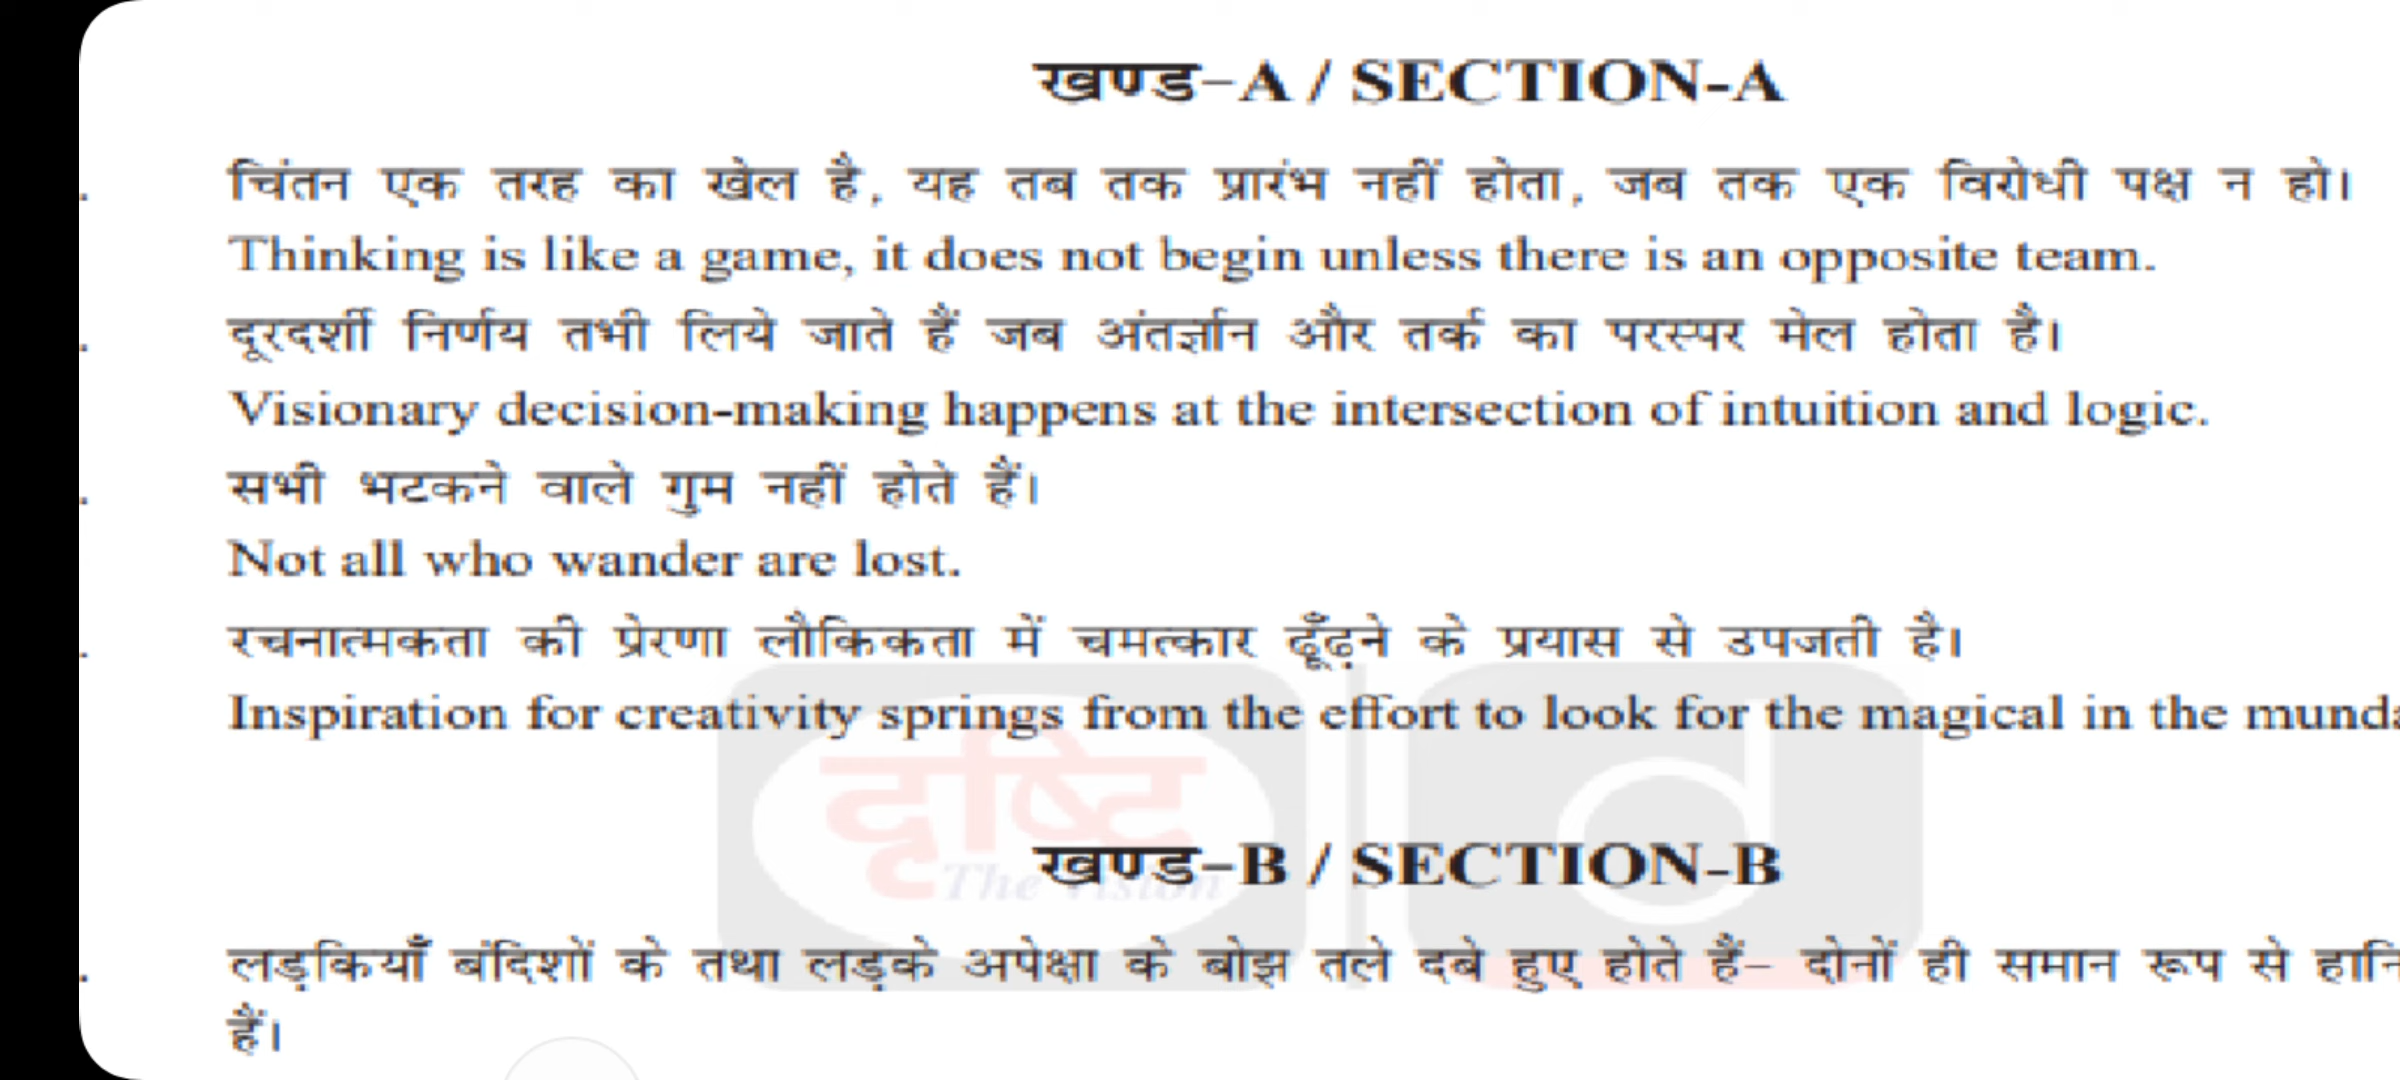 खण्ड-A / SECTION-A
चिंतन एक तरह का खेल है, यह तब तक प्रारंभ नहीं होता, जब तक एक विरोधी पक्ष न हो।
Thinking is like a game, it does not begin unless there is an opposite team.
दूरदर्शी निर्णय तभी लिये जाते हैं जब अंतर्ज्ञान और तर्क का परस्पर मेल होता है।
Visionary decision-making happens at the intersection of intuition and logic.
सभी भटकने वाले गुम नहीं होते हैं।
Not all who wander are lost.
रचनात्मकता की प्रेरणा लौकिकता में चमत्कार ढूँढ़ने के प्रयास से उपजती है।
Inspiration for creativity springs from the effort to look for the magical in the
दृष्टि
The Vision
खण्ड-B / SECTION-B
लड़कियाँ बंदिशों के तथा लड़के अपेक्षा के बोझ तले दबे हुए होते हैं- दोनों ही समान रूप से
हैं।